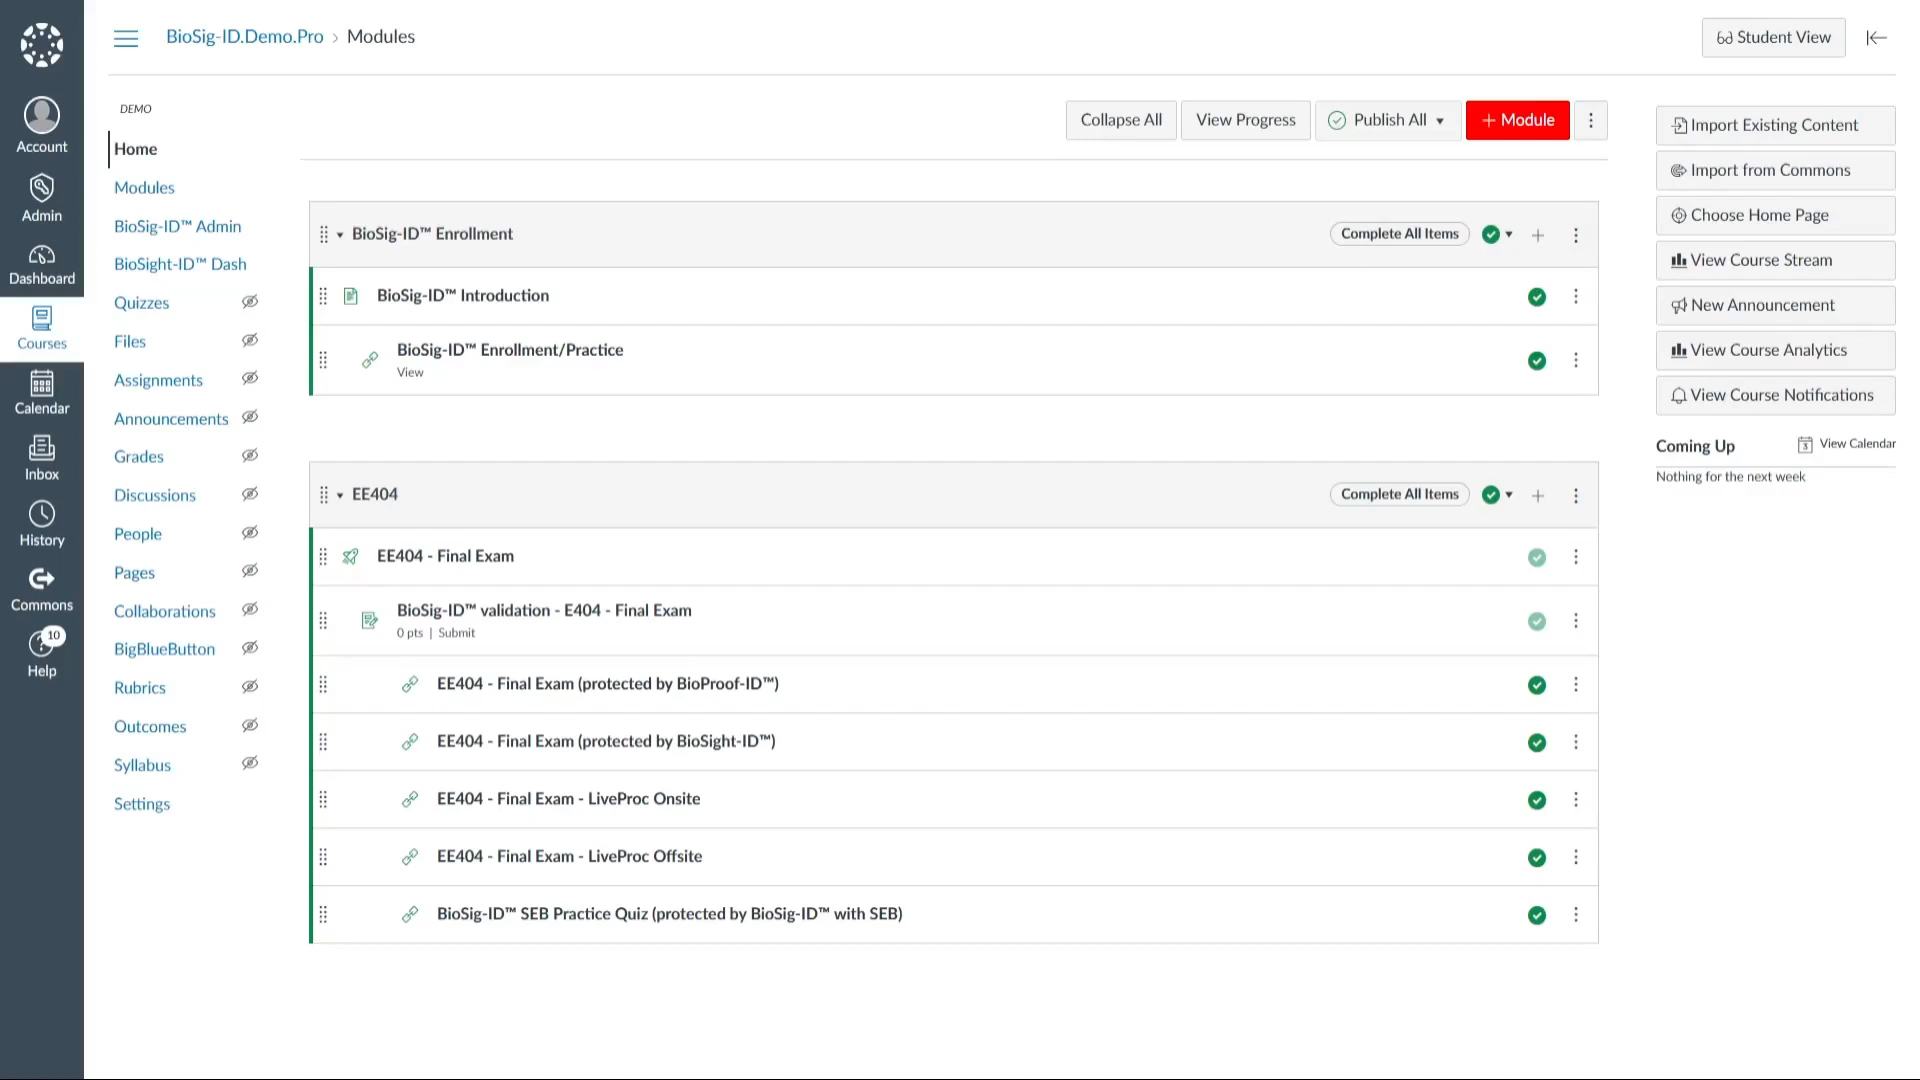 BioSig-ID.Demo.Pro › Modules
Student View
Account
Admin
Dashboard
Courses
Calendar
Inbox
History
Commons
10
Help
DEMO
Home
Modules
BioSig-ID™ Admin
BioSight-ID™ Dash
Quizzes
Files
Assignments
Announcements
Grades
Discussions
People
Pages
Collaborations
BigBlueButton
Rubrics
Outcomes
Syllabus
Settings
Collapse All
View Progress
Publish All
+ Module
BioSig-ID™ Enrollment
Complete All Items
BioSig-ID™ Introduction
BioSig-ID™ Enrollment/Practice
View
EE404
Complete All Items
EE404 - Final Exam
BioSig-ID™ validation - E404 - Final Exam
0 pts | Submit
EE404 - Final Exam (protected by BioProof-ID™)
EE404 - Final Exam (protected by BioSight-ID™)
EE404 - Final Exam - LiveProc Onsite
EE404 - Final Exam - LiveProc Offsite
BioSig-ID™ SEB Practice Quiz (protected by BioSig-ID™ with SEB)
Import Existing Content
Import from Commons
Choose Home Page
View Course Stream
New Announcement
View Course Analytics
View Course Notifications
Coming Up
View Calendar
Nothing for the next week